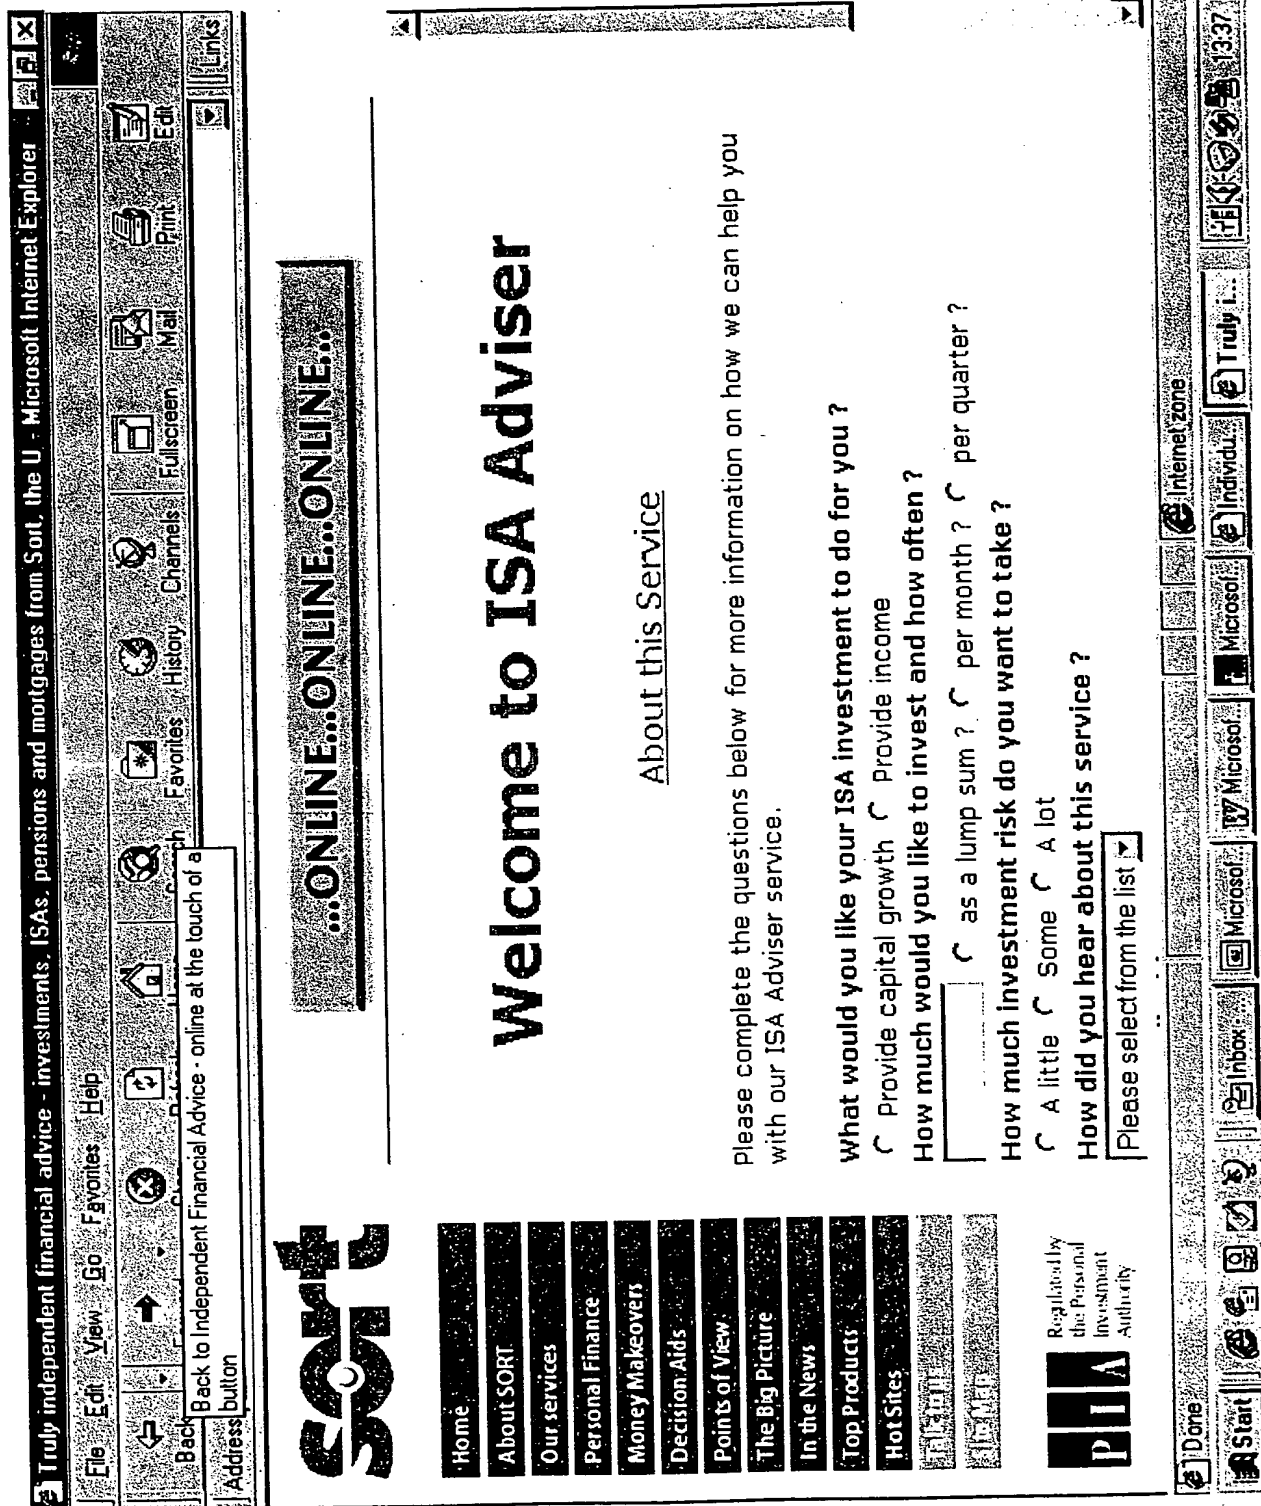 Truly independent financial advice - investments, ISAs, pensions and mortgages from Sort, the U - Microsoft Internet Explorer
File Edit View Go Favorites Help
Back
Favorites History Channels Fullscreen Mail Print Edit
Back to Independent Financial Advice - online at the touch of a
button
Address
Links
sort
...ONLINE...ONLINE...ONLINE...
Home
About SORT
Our services
Personal Finance
Money Makeovers
Decision Aids
Points of View
The Big Picture
In the News
Top Products
Hot Sites
PIA
Regulated by
the Personal
Investment
Authority
Welcome to ISA Adviser
About this Service
Please complete the questions below for more information on how we can help you
with our ISA Adviser service.
What would you like your ISA investment to do for you ?
Provide capital growth Provide income
How much would you like to invest and how often ?
as a lump sum ? per month ? per quarter ?
How much investment risk do you want to take ?
A little Some A lot
How did you hear about this service ?
Please select from the list
Done
Internet zone
Start Inbox Microsof... Microsof... Microsof... Individu... Truly i... 13:37